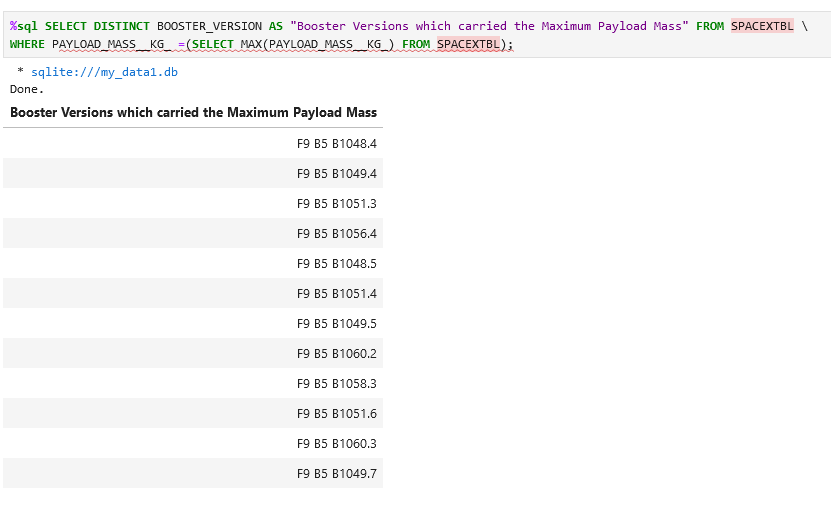 %sql SELECT DISTINCT BOOSTER_VERSION AS "Booster Versions which carried the Maximum Payload Mass" FROM SPACEXTBL \
WHERE PAYLOAD_MASS__KG_ =(SELECT MAX(PAYLOAD_MASS__KG_) FROM SPACEXTBL);
* sqlite:///my_data1.db
Done.
Booster Versions which carried the Maximum Payload Mass
F9 B5 B1048.4
F9 B5 B1049.4
F9 B5 B1051.3
F9 B5 B1056.4
F9 B5 B1048.5
F9 B5 B1051.4
F9 B5 B1049.5
F9 B5 B1060.2
F9 B5 B1058.3
F9 B5 B1051.6
F9 B5 B1060.3
F9 B5 B1049.7